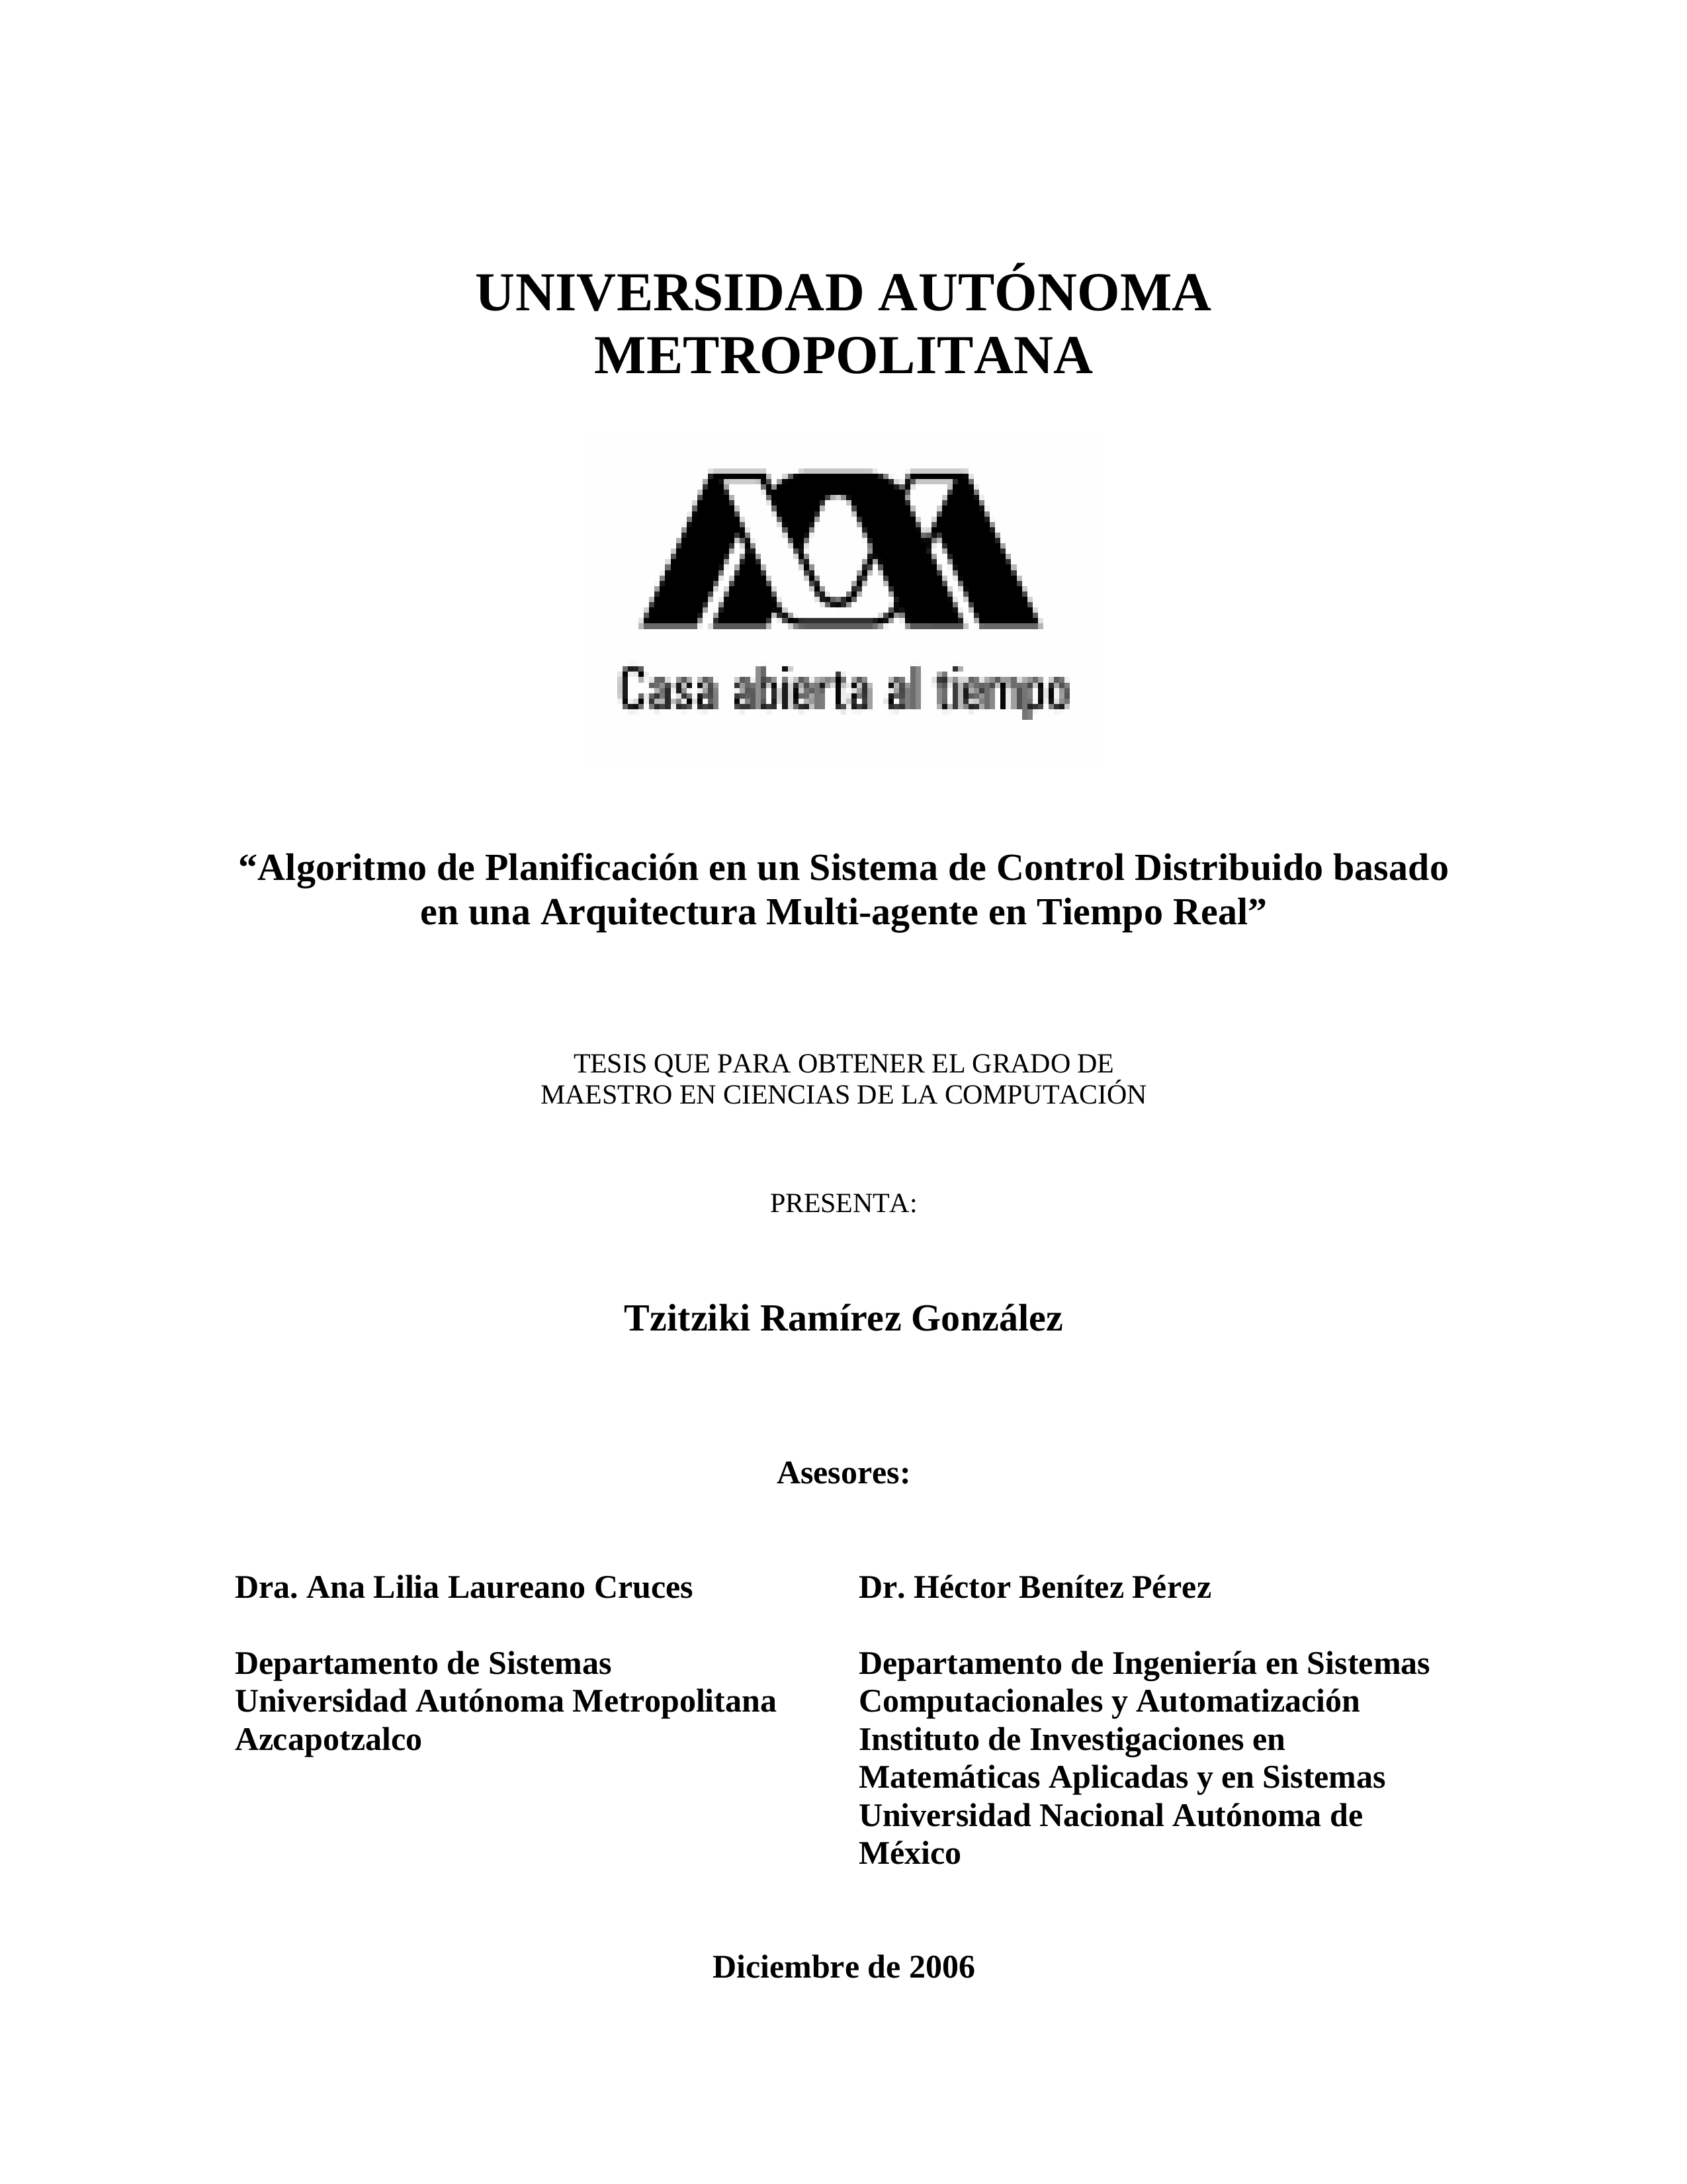 UNIVERSIDAD AUTÓNOMA
METROPOLITANA
Casa abierta al tiempo
“Algoritmo de Planificación en un Sistema de Control Distribuido basado
en una Arquitectura Multi-agente en Tiempo Real”
TESIS QUE PARA OBTENER EL GRADO DE
MAESTRO EN CIENCIAS DE LA COMPUTACIÓN
PRESENTA:
Tzitziki Ramírez González
Asesores:
Dra. Ana Lilia Laureano Cruces
Departamento de Sistemas
Universidad Autónoma Metropolitana
Azcapotzalco
Dr. Héctor Benítez Pérez
Departamento de Ingeniería en Sistemas
Computacionales y Automatización
Instituto de Investigaciones en
Matemáticas Aplicadas y en Sistemas
Universidad Nacional Autónoma de
México
Diciembre de 2006